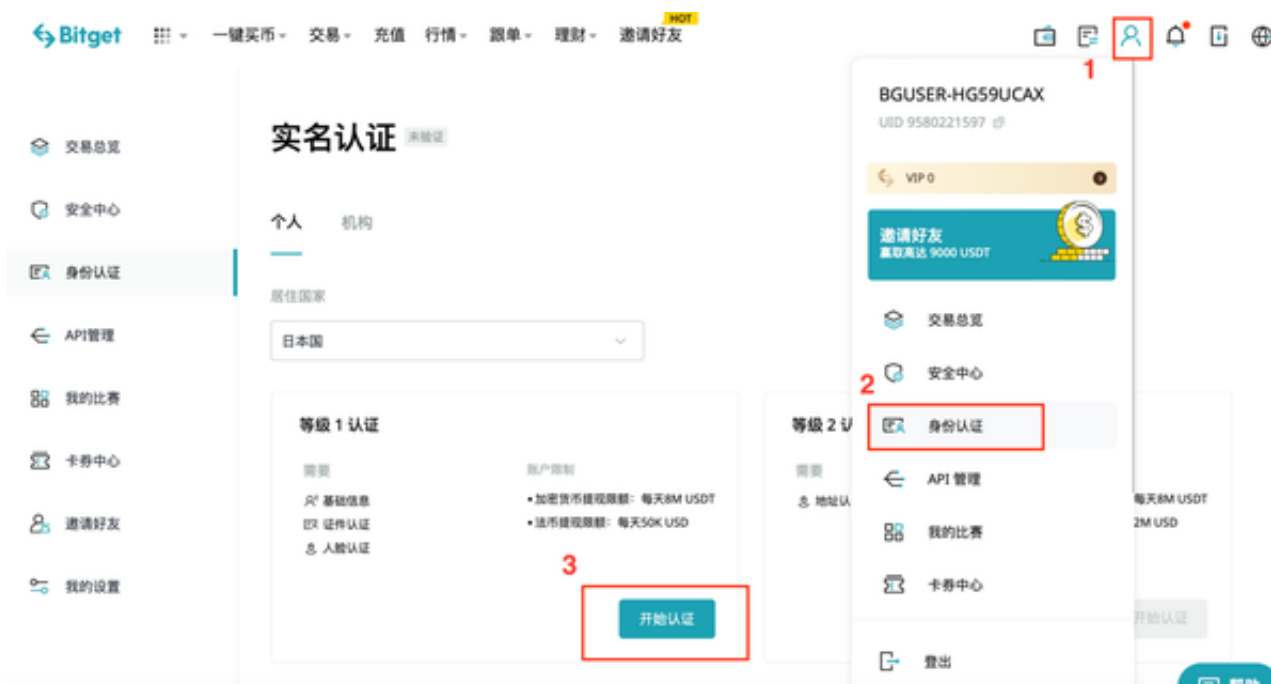 Bitget 一键买币 交易 充值 行情 跟单 理财 邀请好友 HOT
1
BGUSER-HG59UCAX
UID 9580221597
VIP 0
邀请好友
赢取高达 9000 USDT
交易总览
安全中心
2
身份认证
API 管理
我的比赛
卡券中心
登出
交易总览
安全中心
身份认证
API管理
我的比赛
卡券中心
邀请好友
我的设置
实名认证 未验证
个人 机构
居住国家
日本国
等级 1 认证
需要
基础信息
证件认证
人脸认证
账户限制
•加密货币提现限额：每天8M USDT
•法币提现限额：每天50K USD
3
开始认证
等级 2
需要
地址认
每天8M USDT
2M USD
开始认证
帮助